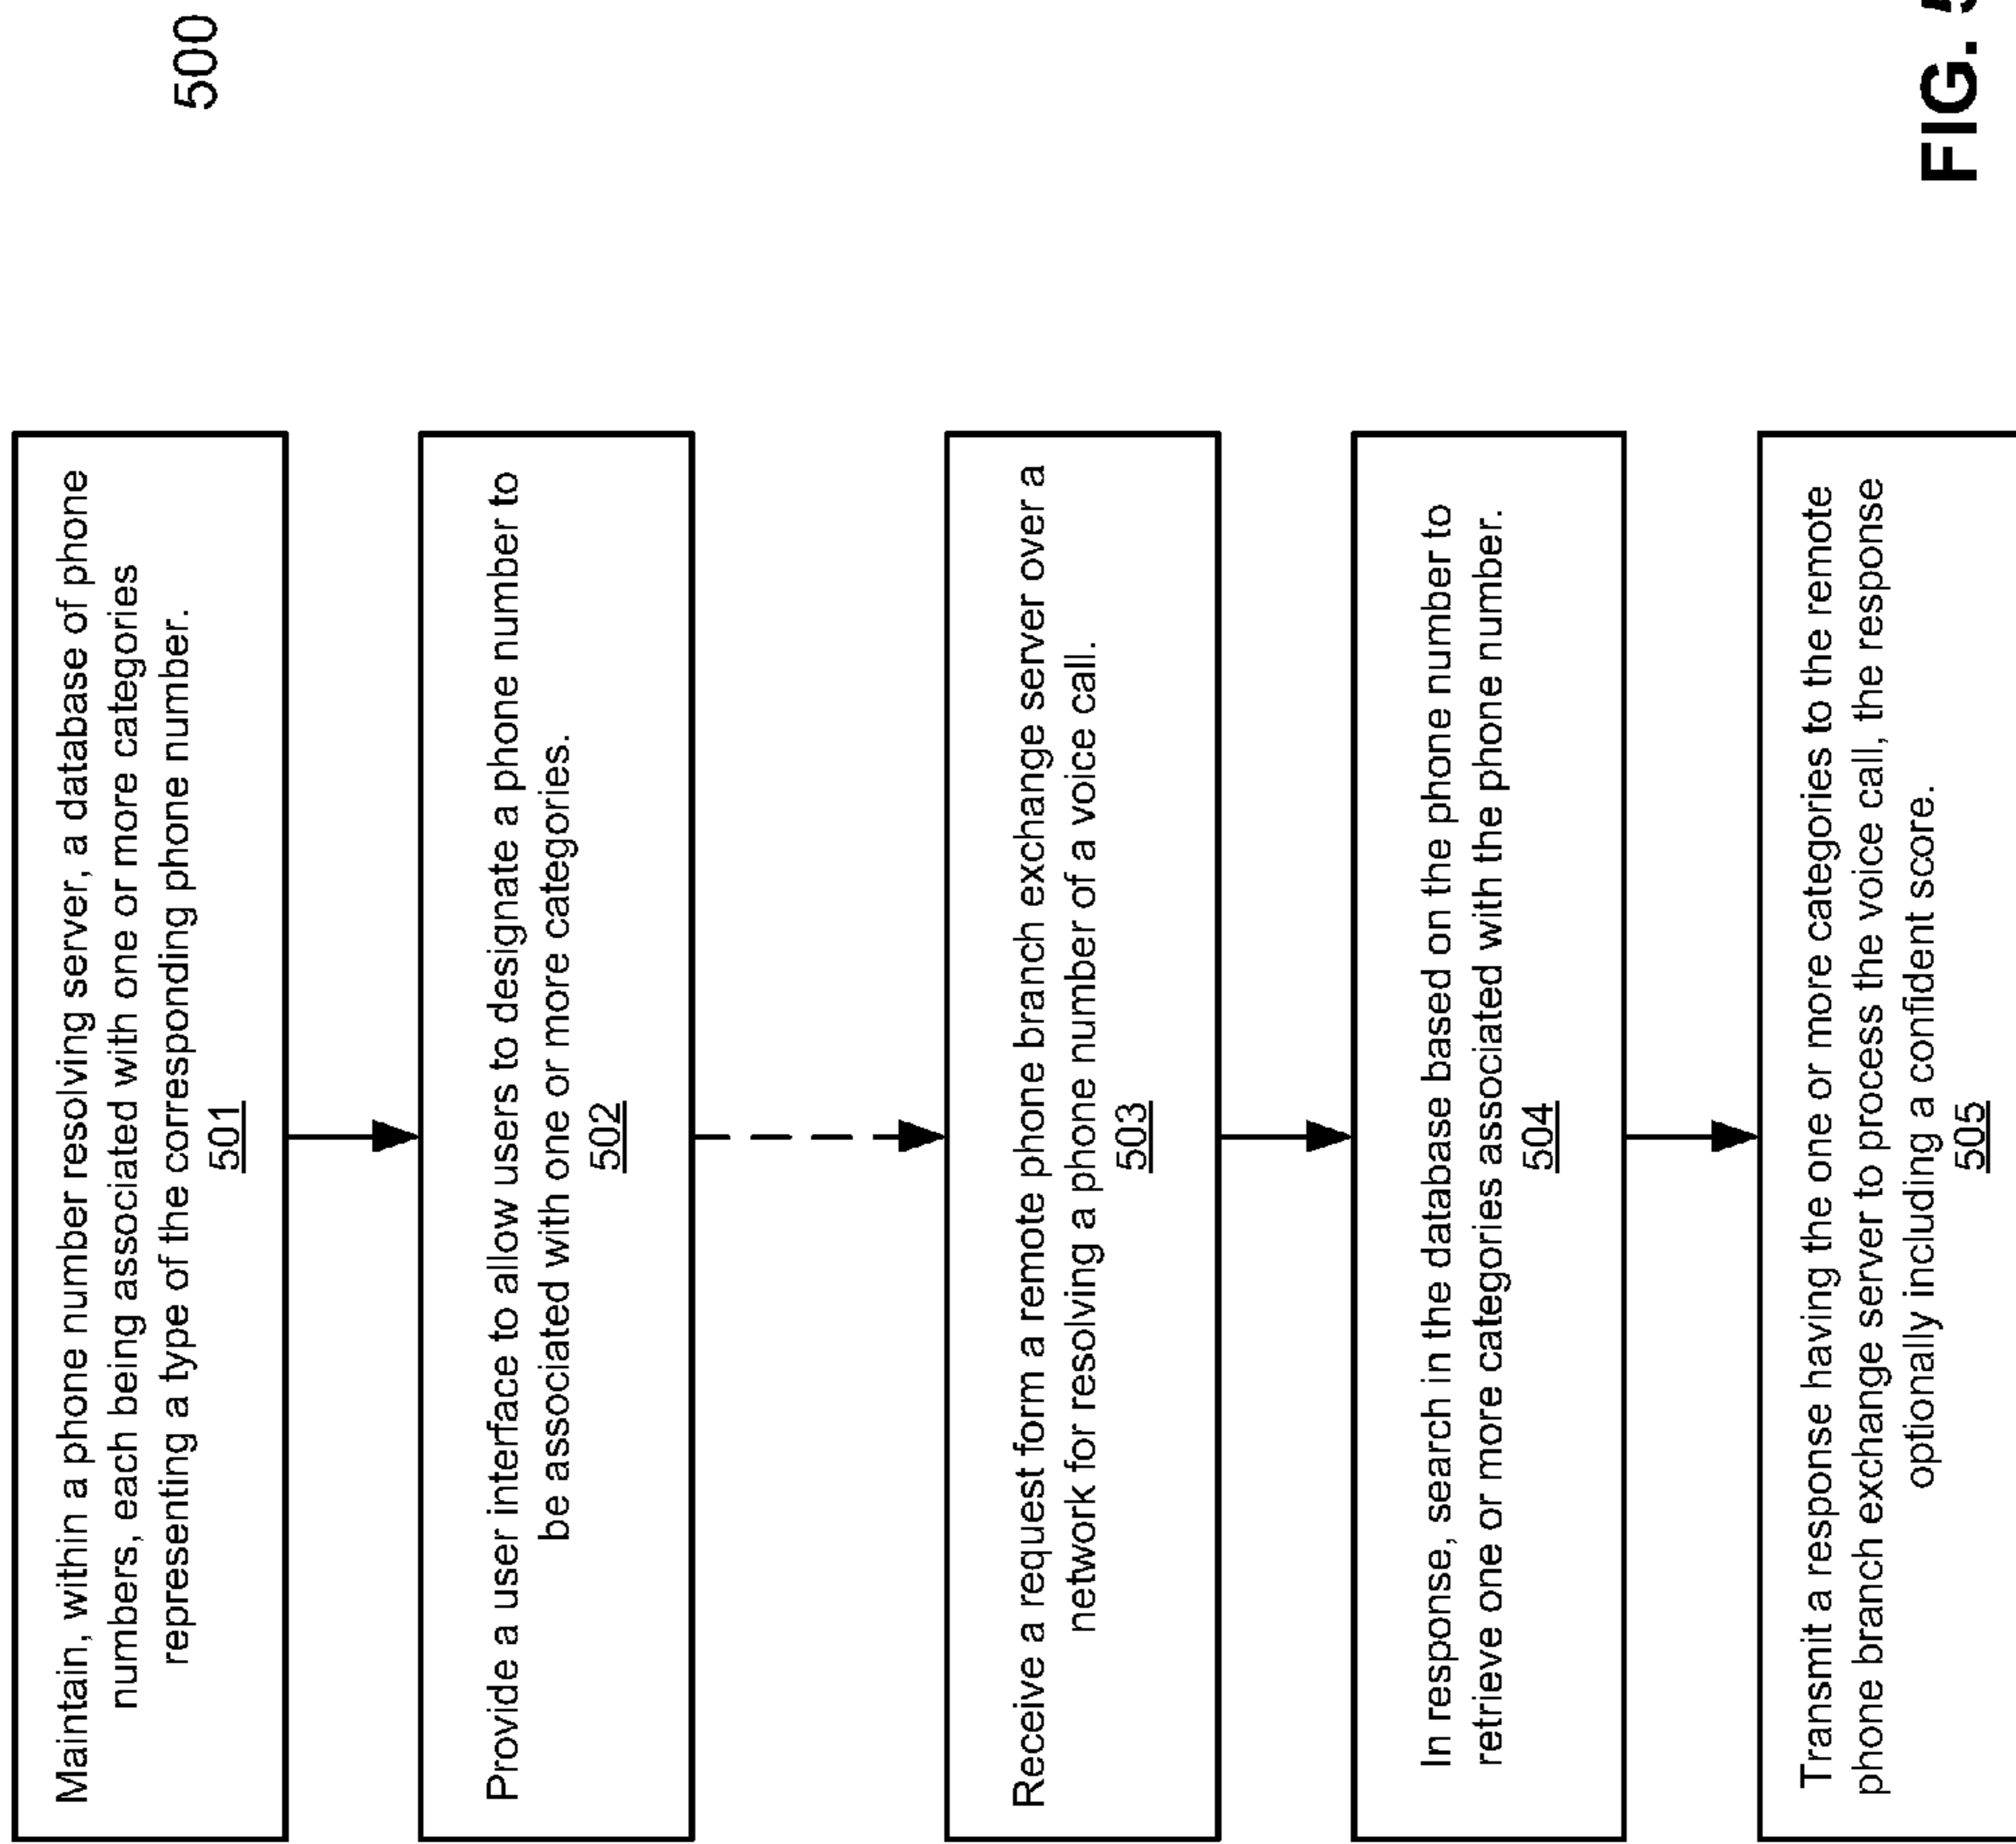 500
Maintain, within a phone number resolving server, a database of phone
numbers, each being associated with one or more categories
representing a type of the corresponding phone number.
501
Provide a user interface to allow users to designate a phone number to
be associated with one or more categories.
502
Receive a request form a remote phone branch exchange server over a
network for resolving a phone number of a voice call.
503
In response, search in the database based on the phone number to
retrieve one or more categories associated with the phone number.
504
Transmit a response having the one or more categories to the remote
phone branch exchange server to process the voice call, the response
optionally including a confident score.
505
FIG. 5